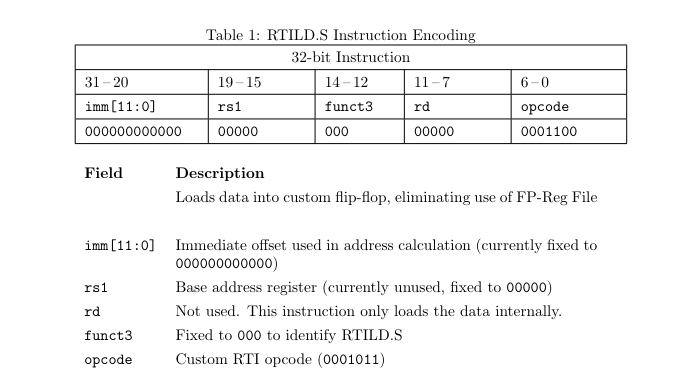 Table 1: RTILD.S Instruction Encoding
32-bit Instruction
31–20 19–15 14–12 11–7 6–0
imm[11:0] rs1 funct3 rd opcode
000000000000 00000 000 00000 0001100
Field Description
Loads data into custom flip-flop, eliminating use of FP-Reg File
imm[11:0] Immediate offset used in address calculation (currently fixed to
000000000000)
rs1 Base address register (currently unused, fixed to 00000)
rd Not used. This instruction only loads the data internally.
funct3 Fixed to 000 to identify RTILD.S
opcode Custom RTI opcode (0001011)